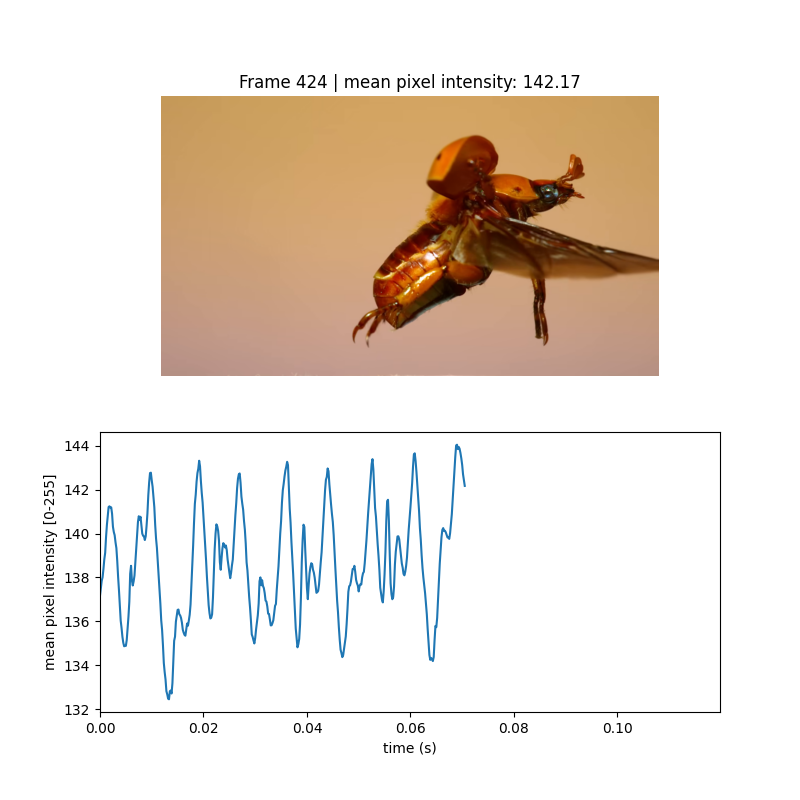 Frame 424 | mean pixel intensity: 142.17
mean pixel intensity [0-255]
144
142
140
138
136
134
132
0.00 0.02 0.04 0.06 0.08 0.10
time (s)